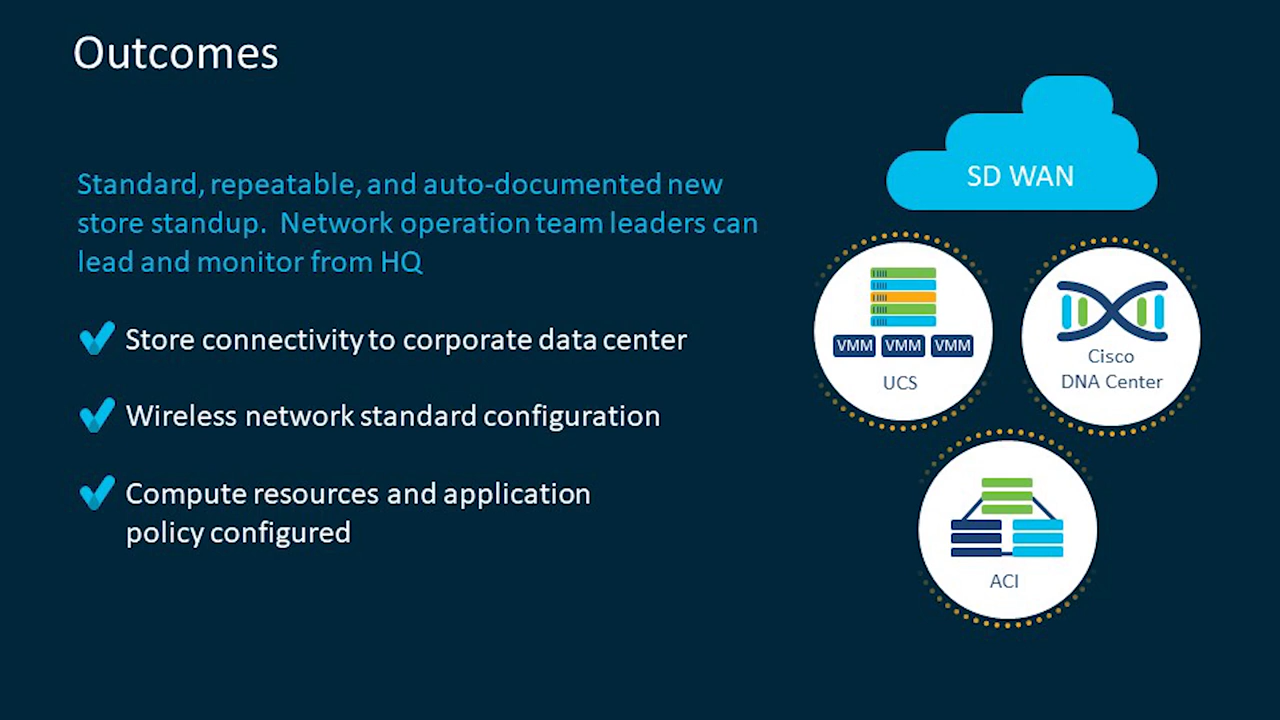 Outcomes
Standard, repeatable, and auto-documented new
store standup.  Network operation team leaders can
lead and monitor from HQ
Store connectivity to corporate data center
Wireless network standard configuration
Compute resources and application
policy configured
SD WAN
VMM VMM VMM
UCS
Cisco
DNA Center
ACI